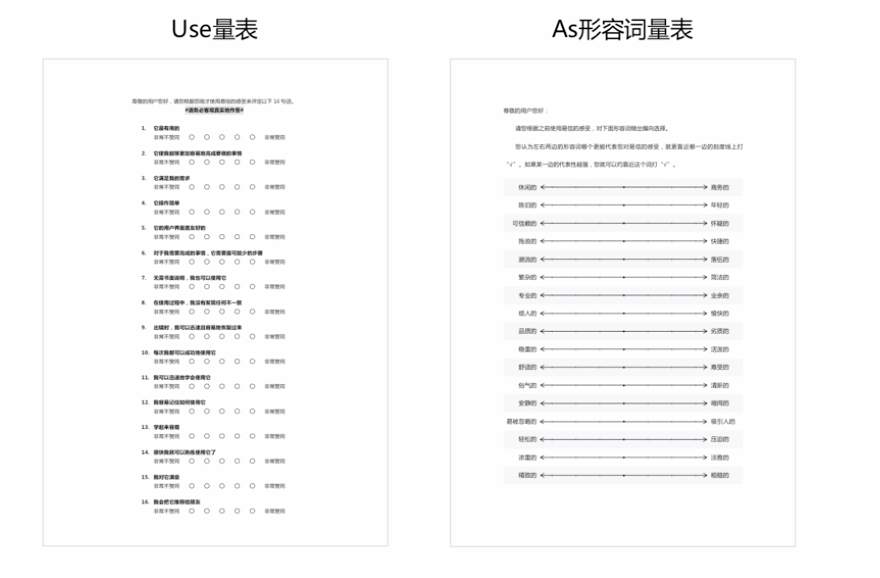 Use量表
尊敬的用户您好，请您根据您刚才使用易信的感受来评定以下 16 句话。
*请务必客观真实地作答*
1. 它是有用的
非常不赞同 非常赞同
2. 它使我能够更加容易地完成要做的事情
非常不赞同 非常赞同
3. 它满足我的需求
非常不赞同 非常赞同
4. 它操作简单
非常不赞同 非常赞同
5. 它的用户界面是友好的
非常不赞同 非常赞同
6. 对于我需要完成的事情，它需要最可能少的步骤
非常不赞同 非常赞同
7. 无需书面说明，我也可以使用它
非常不赞同 非常赞同
8. 在使用过程中，我没有发现任何不一致
非常不赞同 非常赞同
9. 出错时，我可以迅速且容易地恢复过来
非常不赞同 非常赞同
10. 每次我都可以成功地使用它
非常不赞同 非常赞同
11. 我可以迅速地学会使用它
非常不赞同 非常赞同
12. 我容易记住如何使用它
非常不赞同 非常赞同
13. 学起来容易
非常不赞同 非常赞同
14. 很快我就可以熟练使用它了
非常不赞同 非常赞同
15. 我对它满意
非常不赞同 非常赞同
16. 我会把它推荐给朋友
非常不赞同 非常赞同
As形容词量表
尊敬的用户您好：
请您根据之前使用易信的感受，对下面形容词做出倾向选择。
您认为左右两边的形容词哪个更能代表您对易信的感受，就更靠近哪一边的刻度线上打
“√”。如果某一边的代表性越强，您就可以约靠近这个词打“√”。
休闲的 商务的
陈旧的 年轻的
可信赖的 怀疑的
拖沓的 快捷的
潮流的 落伍的
繁杂的 简洁的
专业的 业余的
恼人的 愉快的
品质的 劣质的
稳重的 活泼的
舒适的 难受的
俗气的 清新的
安静的 喧闹的
易被忽略的 吸引人的
轻松的 压迫的
浓重的 淡雅的
精致的 粗糙的